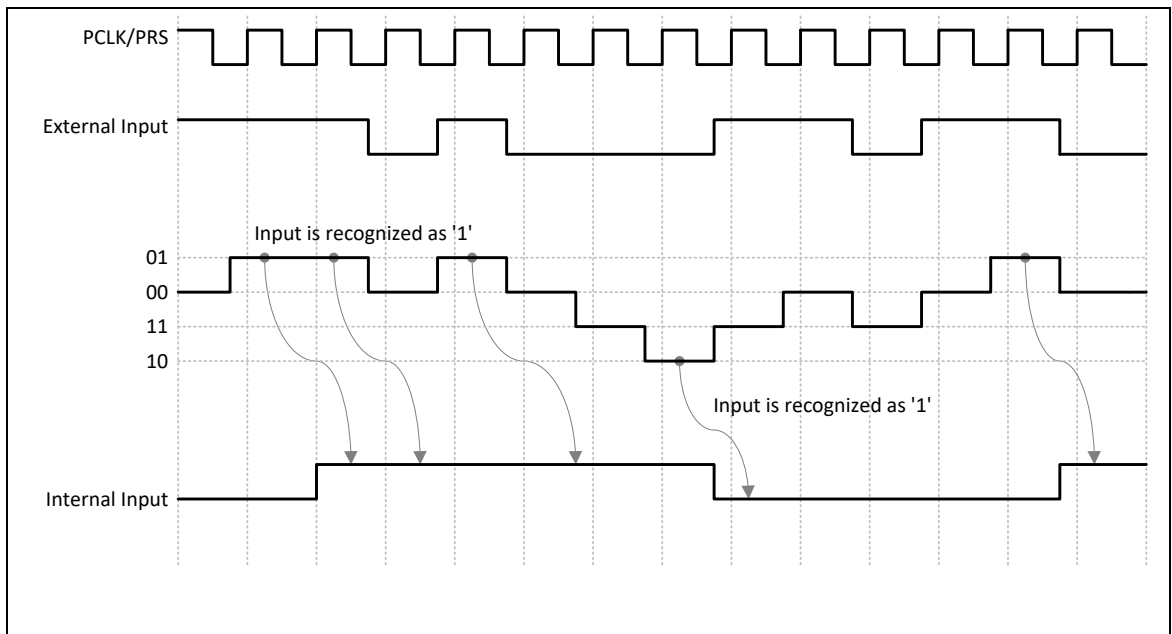 PCLK/PRS
External Input
Input is recognized as '1'
01
00
11
10
Input is recognized as '1'
Internal Input